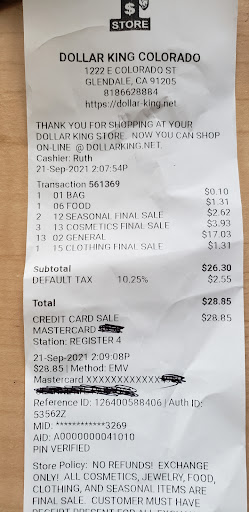 $
STORE
DOLLAR KING COLORADO
1222 E COLORADO ST
GLENDALE, CA 91205
8186628884
https://dollar-king.net
THANK YOU FOR SHOPPING AT YOUR
DOLLAR KING STORE. NOW YOU CAN SHOP
ON-LINE @ DOLLARKING.NET
Cashier: Ruth
21-Sep-2021 2:07:54P
Transaction 561369
1 01 BAG $0.10
1 06 FOOD $1.31
2 12 SEASONAL FINAL SALE $2.62
3 13 COSMETICS FINAL SALE $3.93
13 02 GENERAL $17.03
1 15 CLOTHING FINAL SALE $1.31
Subtotal $26.30
DEFAULT TAX 10.25% $2.55
Total $28.85
CREDIT CARD SALE $28.85
MASTERCARD
Station: REGISTER 4
21-Sep-2021 2:09:08P
$28.85 | Method: EMV
Mastercard XXXXXXXXXXXX
Reference ID: 126400588406 | Auth ID:
53562Z
MID: ************3269
AID: A0000000041010
PIN VERIFIED
Store Policy: NO REFUNDS! EXCHANGE
ONLY! ALL COSMETICS, JEWELRY, FOOD,
CLOTHING, AND SEASONAL ITEMS ARE
FINAL SALE. CUSTOMER MUST HAVE
RECEIPT PRESENT FOR ALL